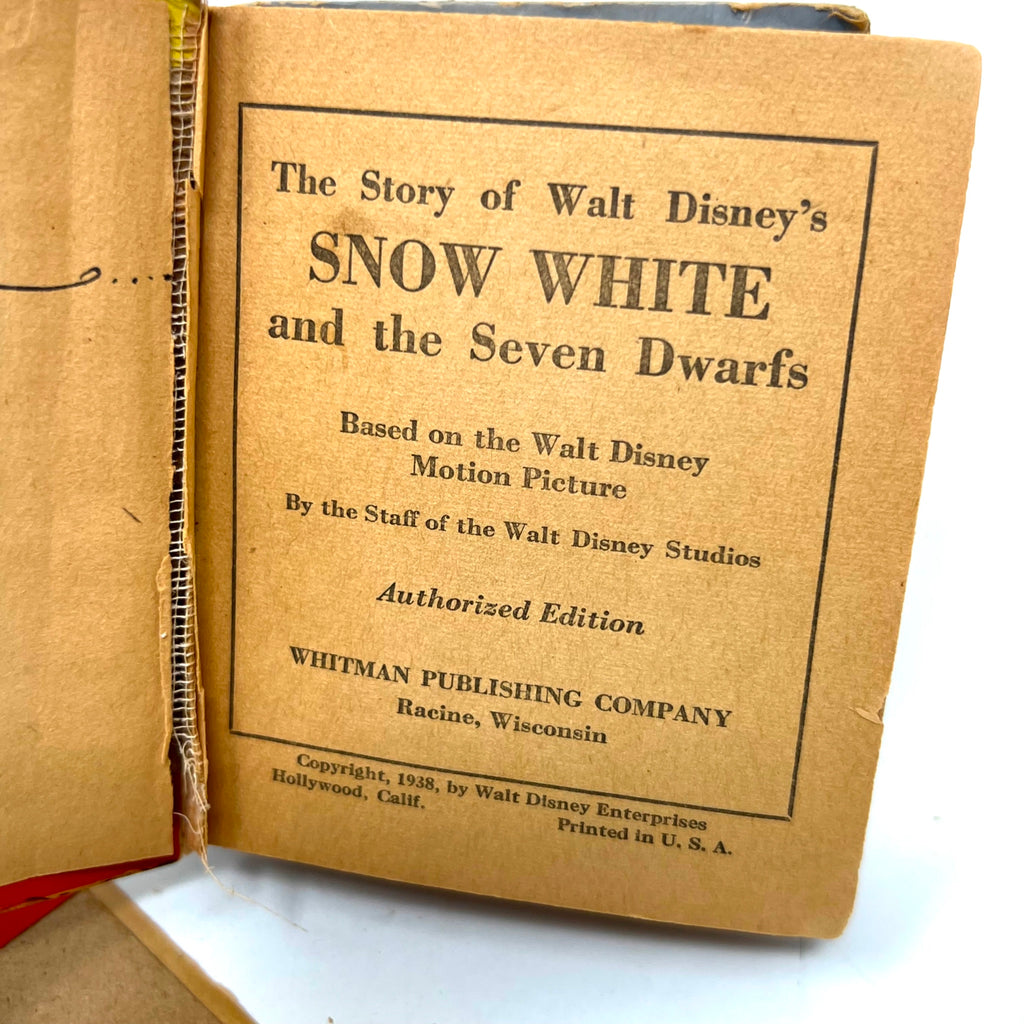 The Story of Walt Disney's
SNOW WHITE
and the Seven Dwarfs
Based on the Walt Disney
Motion Picture
By the Staff of the Walt Disney Studios
Authorized Edition
WHITMAN PUBLISHING COMPANY
Racine, Wisconsin
Copyright, 1938, by Walt Disney Enterprises
Hollywood, Calif.
Printed in U. S. A.